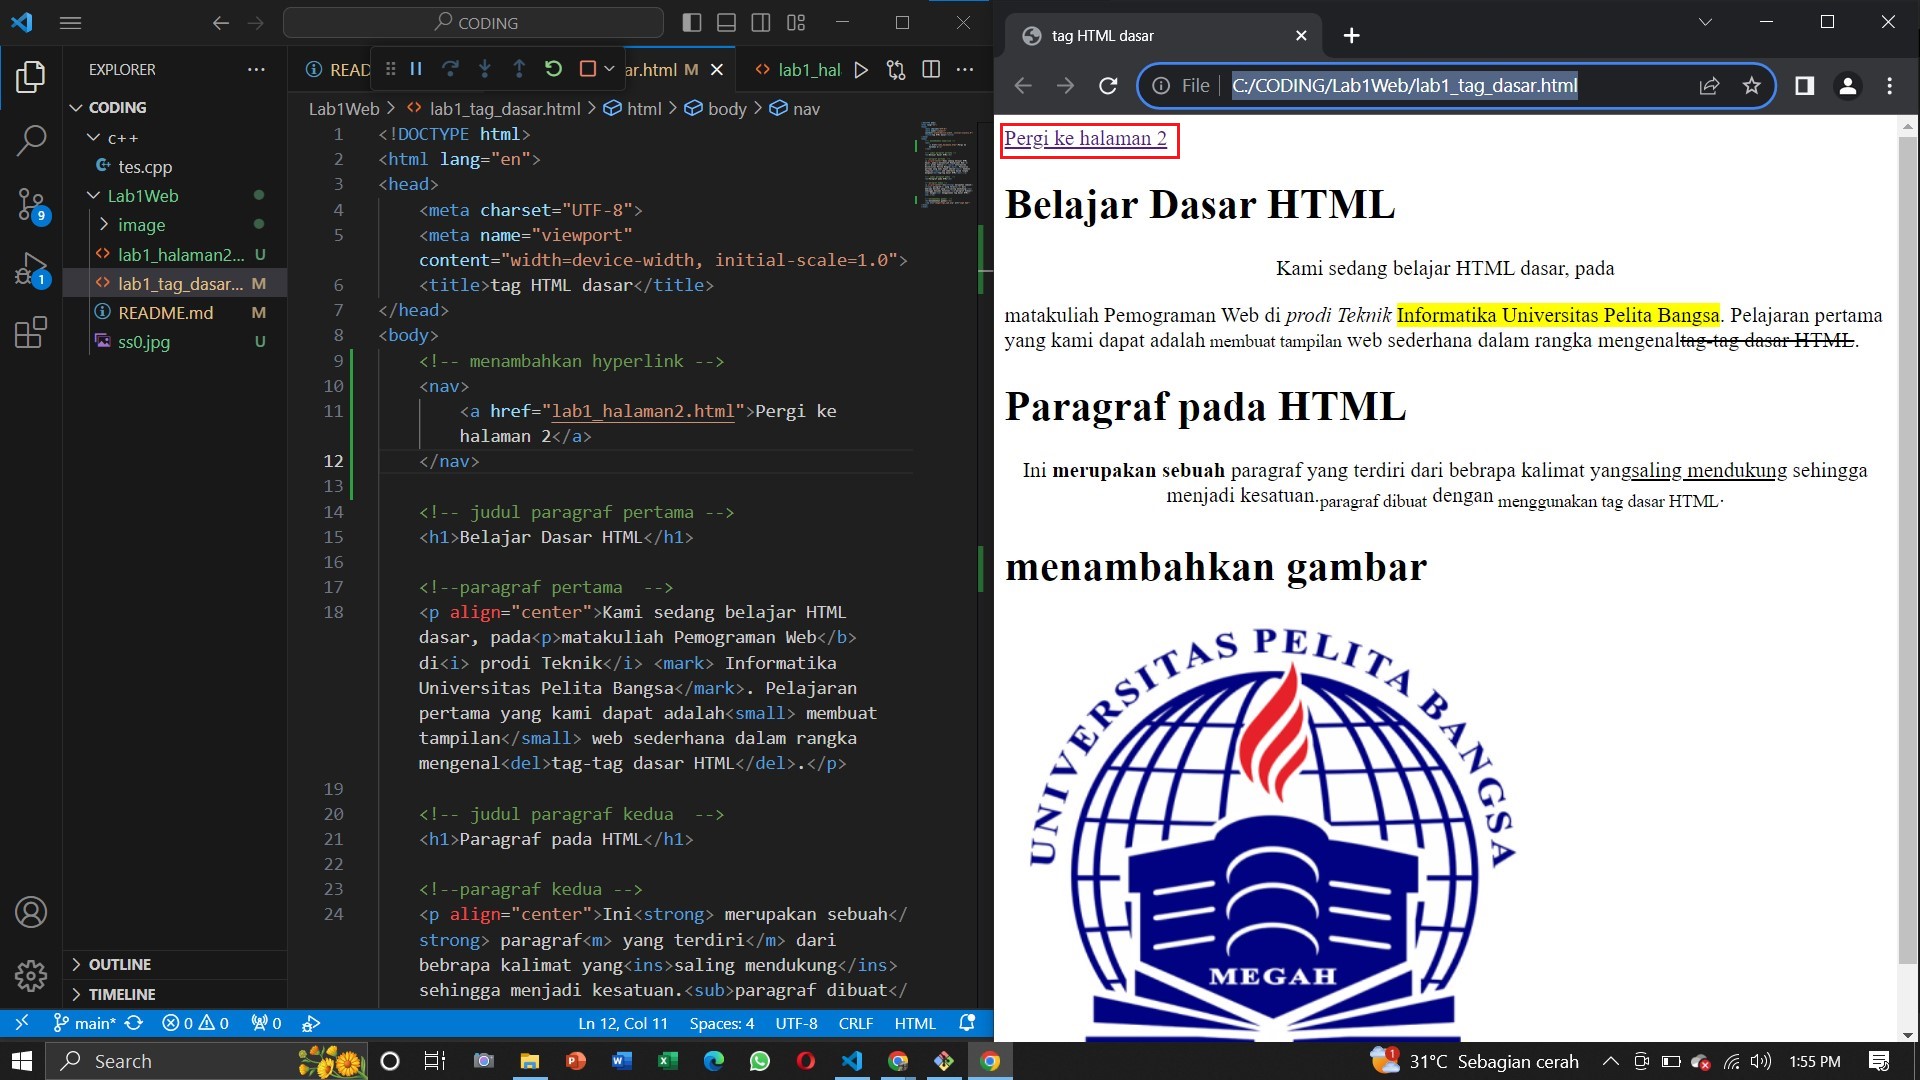 CODING
EXPLORER
CODING
c++
tes.cpp
Lab1Web
image
lab1_halaman2... U
lab1_tag_dasar... M
README.md M
ss0.jpg U
OUTLINE
TIMELINE
9
1
READ
ar.html M
lab1_hal
Lab1Web > lab1_tag_dasar.html > html > body > nav
1 <!DOCTYPE html>
2 <html lang="en">
3 <head>
4 <meta charset="UTF-8">
5 <meta name="viewport"
content="width=device-width, initial-scale=1.0">
6 <title>tag HTML dasar</title>
7 </head>
8 <body>
9 <!-- menambahkan hyperlink -->
10 <nav>
11 <a href="lab1_halaman2.html">Pergi ke
halaman 2</a>
12 </nav>
13
14 <!-- judul paragraf pertama -->
15 <h1>Belajar Dasar HTML</h1>
16
17 <!--paragraf pertama  -->
18 <p align="center">Kami sedang belajar HTML
dasar, pada<p>matakuliah Pemograman Web</b>
di<i> prodi Teknik</i> <mark> Informatika
Universitas Pelita Bangsa</mark>. Pelajaran
pertama yang kami dapat adalah<small> membuat
tampilan</small> web sederhana dalam rangka
mengenal<del>tag-tag dasar HTML</del>.</p>
19
20 <!-- judul paragraf kedua  -->
21 <h1>Paragraf pada HTML</h1>
22
23 <!--paragraf kedua -->
24 <p align="center">Ini<strong> merupakan sebuah</
strong> paragraf<m> yang terdiri</m> dari
bebrapa kalimat yang<ins>saling mendukung</ins>
sehingga menjadi kesatuan.<sub>paragraf dibuat</
main* 0 0 0 Ln 12, Col 11 Spaces: 4 UTF-8 CRLF HTML
tag HTML dasar
File C:/CODING/Lab1Web/lab1_tag_dasar.html
Pergi ke halaman 2
Belajar Dasar HTML
Kami sedang belajar HTML dasar, pada
matakuliah Pemograman Web di prodi Teknik Informatika Universitas Pelita Bangsa. Pelajaran pertama
yang kami dapat adalah membuat tampilan web sederhana dalam rangka mengenaltag-tag dasar HTML.
Paragraf pada HTML
Ini merupakan sebuah paragraf yang terdiri dari bebrapa kalimat yangsaling mendukung sehingga
menjadi kesatuan.paragraf dibuat dengan menggunakan tag dasar HTML.
menambahkan gambar
UNIVERSITAS PELITA BANGSA
MEGAH
Search 1 31°C Sebagian cerah 1:55 PM